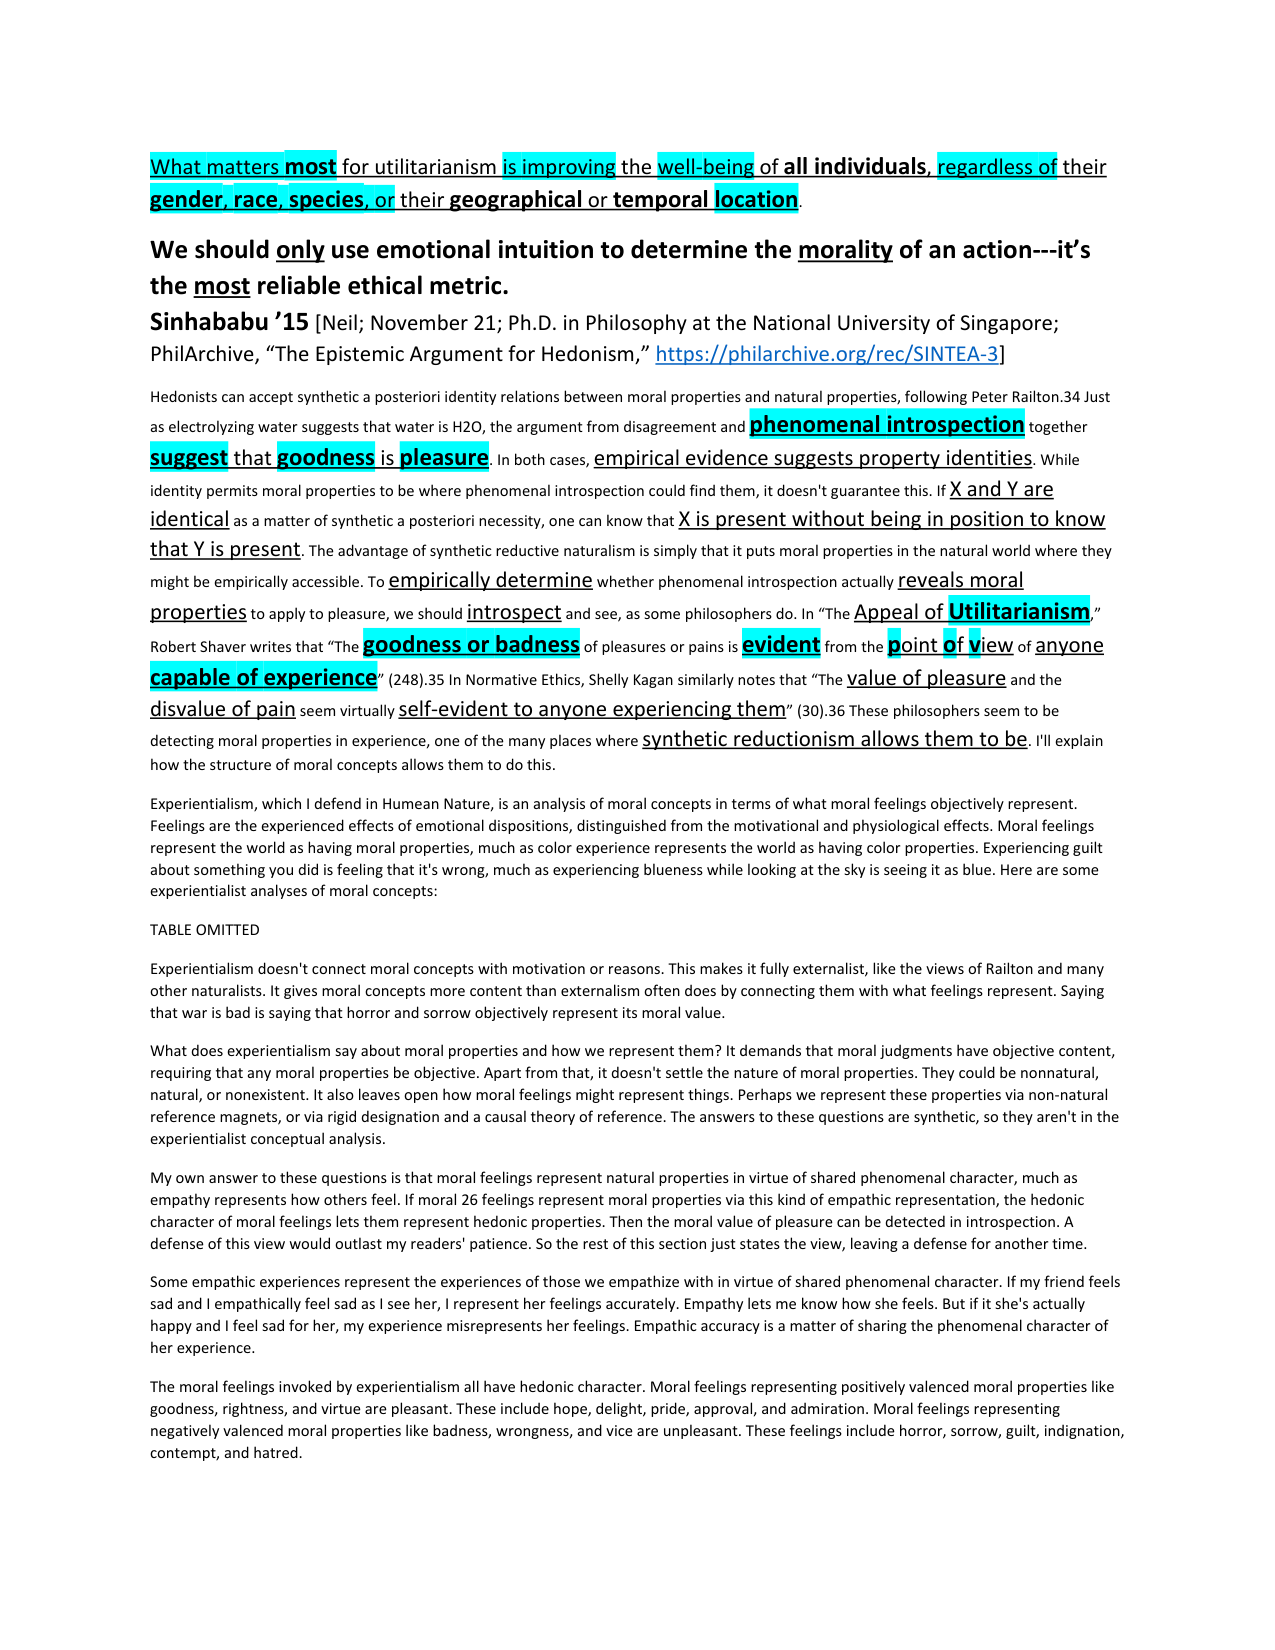 What matters most for utilitarianism is improving the well-being of all individuals, regardless of their
gender, race, species, or their geographical or temporal location.
We should only use emotional intuition to determine the morality of an action---it’s
the most reliable ethical metric.
Sinhababu ’15 [Neil; November 21; Ph.D. in Philosophy at the National University of Singapore;
PhilArchive, “The Epistemic Argument for Hedonism,” https://philarchive.org/rec/SINTEA-3]
Hedonists can accept synthetic a posteriori identity relations between moral properties and natural properties, following Peter Railton.34 Just
as electrolyzing water suggests that water is H2O, the argument from disagreement and phenomenal introspection together
suggest that goodness is pleasure. In both cases, empirical evidence suggests property identities. While
identity permits moral properties to be where phenomenal introspection could find them, it doesn't guarantee this. If X and Y are
identical as a matter of synthetic a posteriori necessity, one can know that X is present without being in position to know
that Y is present. The advantage of synthetic reductive naturalism is simply that it puts moral properties in the natural world where they
might be empirically accessible. To empirically determine whether phenomenal introspection actually reveals moral
properties to apply to pleasure, we should introspect and see, as some philosophers do. In “The Appeal of Utilitarianism,”
Robert Shaver writes that “The goodness or badness of pleasures or pains is evident from the point of view of anyone
capable of experience” (248).35 In Normative Ethics, Shelly Kagan similarly notes that “The value of pleasure and the
disvalue of pain seem virtually self-evident to anyone experiencing them” (30).36 These philosophers seem to be
detecting moral properties in experience, one of the many places where synthetic reductionism allows them to be. I'll explain
how the structure of moral concepts allows them to do this.
Experientialism, which I defend in Humean Nature, is an analysis of moral concepts in terms of what moral feelings objectively represent.
Feelings are the experienced effects of emotional dispositions, distinguished from the motivational and physiological effects. Moral feelings
represent the world as having moral properties, much as color experience represents the world as having color properties. Experiencing guilt
about something you did is feeling that it's wrong, much as experiencing blueness while looking at the sky is seeing it as blue. Here are some
experientialist analyses of moral concepts:
TABLE OMITTED
Experientialism doesn't connect moral concepts with motivation or reasons. This makes it fully externalist, like the views of Railton and many
other naturalists. It gives moral concepts more content than externalism often does by connecting them with what feelings represent. Saying
that war is bad is saying that horror and sorrow objectively represent its moral value.
What does experientialism say about moral properties and how we represent them? It demands that moral judgments have objective content,
requiring that any moral properties be objective. Apart from that, it doesn't settle the nature of moral properties. They could be nonnatural,
natural, or nonexistent. It also leaves open how moral feelings might represent things. Perhaps we represent these properties via non-natural
reference magnets, or via rigid designation and a causal theory of reference. The answers to these questions are synthetic, so they aren't in the
experientialist conceptual analysis.
My own answer to these questions is that moral feelings represent natural properties in virtue of shared phenomenal character, much as
empathy represents how others feel. If moral 26 feelings represent moral properties via this kind of empathic representation, the hedonic
character of moral feelings lets them represent hedonic properties. Then the moral value of pleasure can be detected in introspection. A
defense of this view would outlast my readers' patience. So the rest of this section just states the view, leaving a defense for another time.
Some empathic experiences represent the experiences of those we empathize with in virtue of shared phenomenal character. If my friend feels
sad and I empathically feel sad as I see her, I represent her feelings accurately. Empathy lets me know how she feels. But if it she's actually
happy and I feel sad for her, my experience misrepresents her feelings. Empathic accuracy is a matter of sharing the phenomenal character of
her experience.
The moral feelings invoked by experientialism all have hedonic character. Moral feelings representing positively valenced moral properties like
goodness, rightness, and virtue are pleasant. These include hope, delight, pride, approval, and admiration. Moral feelings representing
negatively valenced moral properties like badness, wrongness, and vice are unpleasant. These feelings include horror, sorrow, guilt, indignation,
contempt, and hatred.